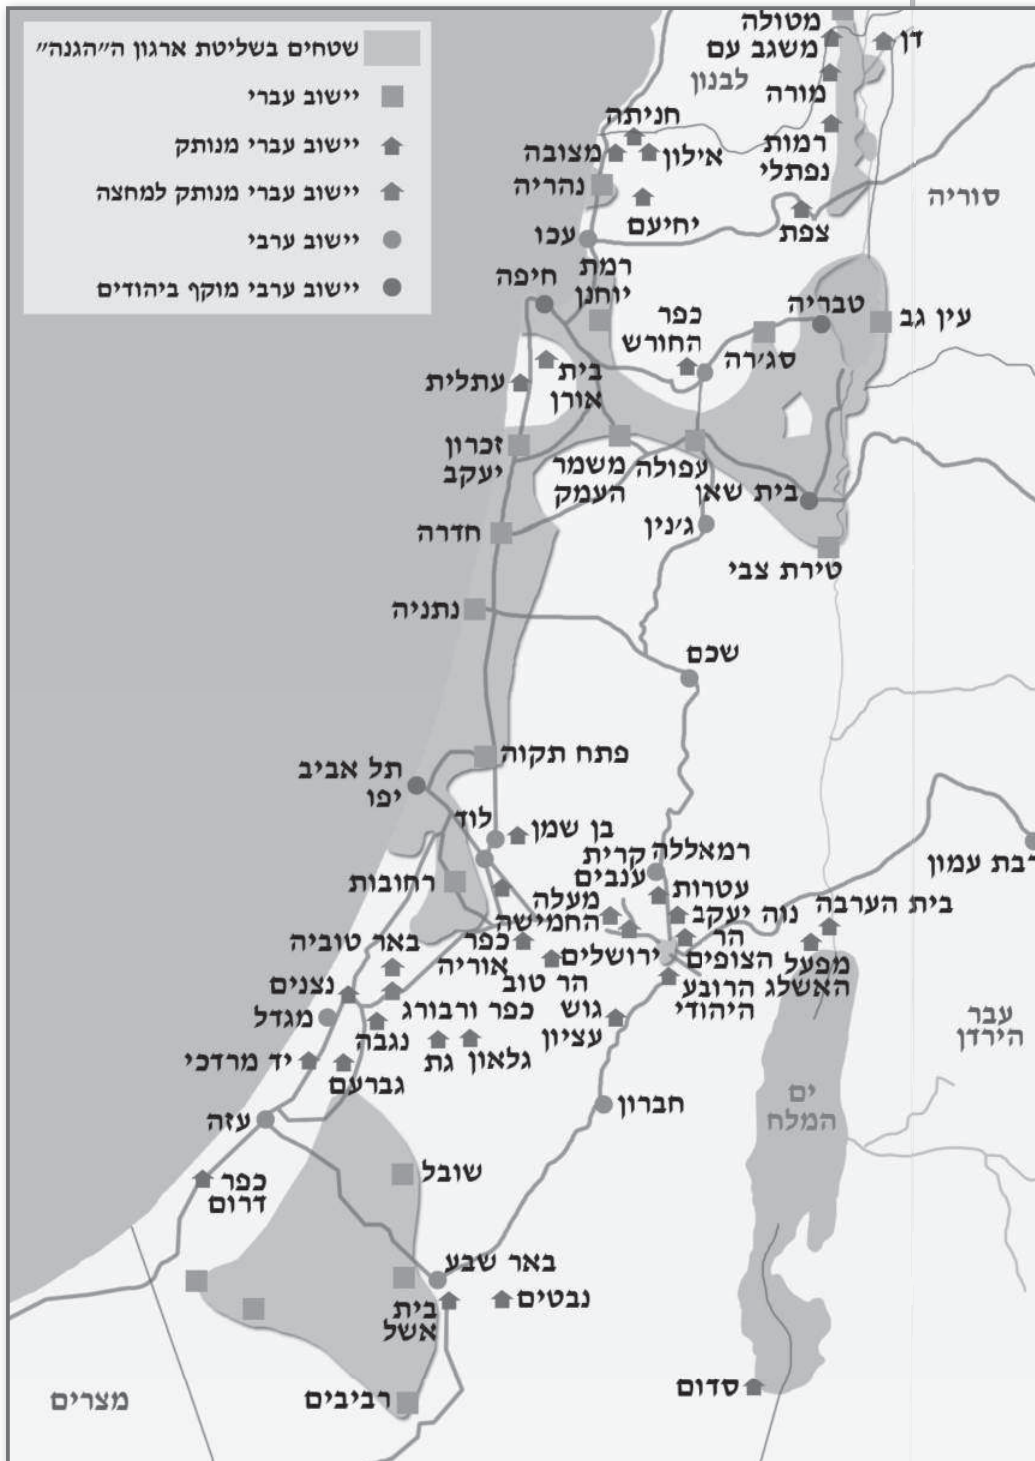 שטחים בשליטת ארגון ה״הגנה״
יישוב עברי
יישוב עברי מנותק
יישוב עברי מנותק למחצה
יישוב ערבי
יישוב ערבי מוקף ביהודים
מטולה
משגב עם
דן
לבנון
מורה
חניתה
רמות
נפתלי
מצובה
אילון
נהריה
סוריה
יחיעם
צפת
עכו
רמת
יוחנן
חיפה
טבריה
עין גב
כפר
החורש
סג׳רה
בית
אורן
עתלית
זכרון
יעקב
משמר
העמק
עפולה
בית שאן
ג׳נין
חדרה
טירת צבי
נתניה
שכם
פתח תקוה
תל אביב
יפו
לוד
בן שמן
רמאללה
קרית
ענבים
רבת עמון
רחובות
עטרות
מעלה
החמישה
נוה יעקב
בית הערבה
הר
הצופים
מפעל
האשלג
ירושלים
כפר
אוריה
באר טוביה
הר טוב
הרובע
היהודי
נצנים
כפר ורבורג
גוש
עציון
מגדל
נגבה
עבר
הירדן
גת
גלאון
יד מרדכי
גברעם
ים
המלח
חברון
עזה
שובל
כפר
דרום
באר שבע
נבטים
בית
אשל
סדום
רביבים
מצרים